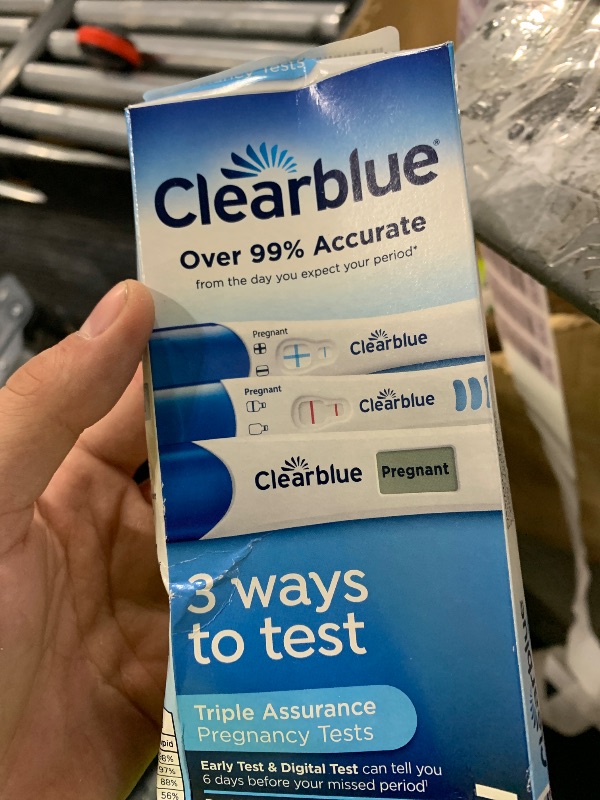 Tests
Clearblue®
Over 99% Accurate
from the day you expect your period*
Pregnant
Clearblue
Pregnant
Clearblue
Clearblue
Pregnant
3 ways
to test
Triple Assurance
Pregnancy Tests
Early Test & Digital Test can tell you
6 days before your missed period¹
97%
88%
56%